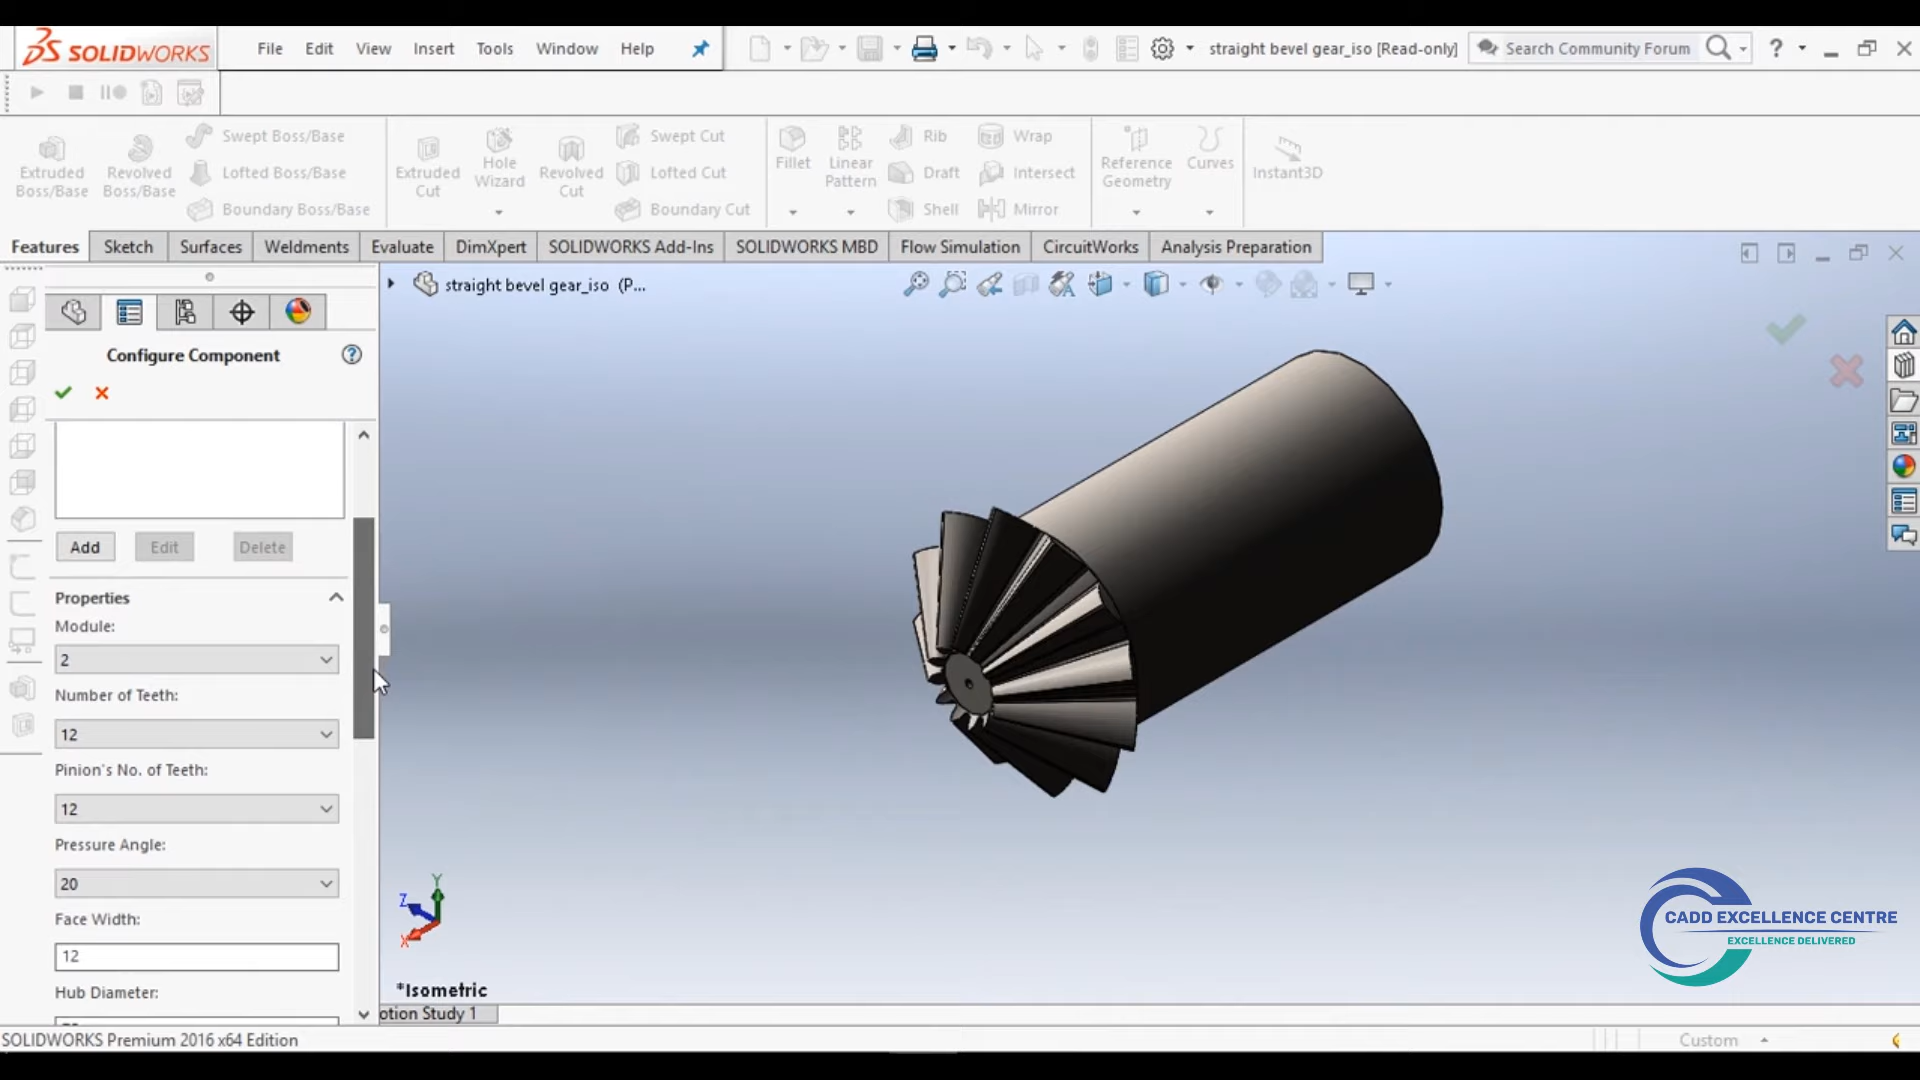 SOLIDWORKS File Edit View Insert Tools Window Help straight bevel gear_iso [Read-only] Search Community Forum ?
Extruded Boss/Base
Revolved Boss/Base
Swept Boss/Base
Lofted Boss/Base
Boundary Boss/Base
Extruded Cut
Hole Wizard
Revolved Cut
Swept Cut
Lofted Cut
Boundary Cut
Fillet
Linear Pattern
Rib
Draft
Shell
Wrap
Intersect
Mirror
Reference Geometry
Curves
Instant3D
Features Sketch Surfaces Weldments Evaluate DimXpert SOLIDWORKS Add-Ins SOLIDWORKS MBD Flow Simulation CircuitWorks Analysis Preparation
straight bevel gear_iso (P...
Configure Component
Add Edit Delete
Properties
Module:
2
Number of Teeth:
12
Pinion's No. of Teeth:
12
Pressure Angle:
20
Face Width:
12
Hub Diameter:
Y
Z
X
*Isometric
otion Study 1
CADD EXCELLENCE CENTRE
EXCELLENCE DELIVERED
SOLIDWORKS Premium 2016 x64 Edition
Custom